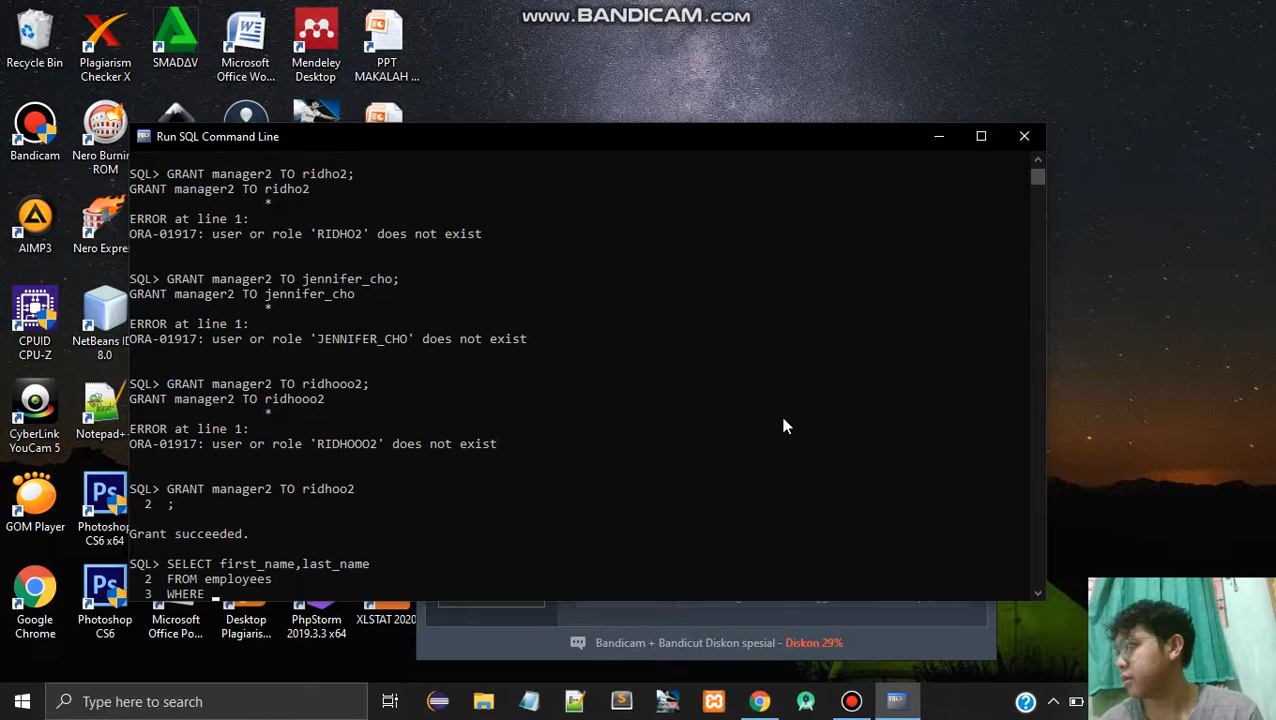 www.BANDICAM.com
Recycle Bin
Plagiarism
Checker X
SMADΔV
Microsoft
Office Wo...
Mendeley
Desktop
PPT
MAKALAH ...
Bandicam
Nero Burnin
ROM
AIMP3
Nero Expre
CPUID
CPU-Z
NetBeans ID
8.0
CyberLink
YouCam 5
Notepad+
GOM Player
Photoshop
CS6 x64
Google
Chrome
Photoshop
CS6
Microsoft
Office Po...
Desktop
Plagiaris...
PhpStorm
2019.3.3 x64
XLSTAT 2020
Run SQL Command Line
SQL> GRANT manager2 TO ridho2;
GRANT manager2 TO ridho2
*
ERROR at line 1:
ORA-01917: user or role 'RIDHO2' does not exist
SQL> GRANT manager2 TO jennifer_cho;
GRANT manager2 TO jennifer_cho
*
ERROR at line 1:
ORA-01917: user or role 'JENNIFER_CHO' does not exist
SQL> GRANT manager2 TO ridhooo2;
GRANT manager2 TO ridhooo2
*
ERROR at line 1:
ORA-01917: user or role 'RIDHOOO2' does not exist
SQL> GRANT manager2 TO ridhoo2
2 ;
Grant succeeded.
SQL> SELECT first_name,last_name
2 FROM employees
3 WHERE _
Bandicam + Bandicut Diskon spesial - Diskon 29%
Type here to search